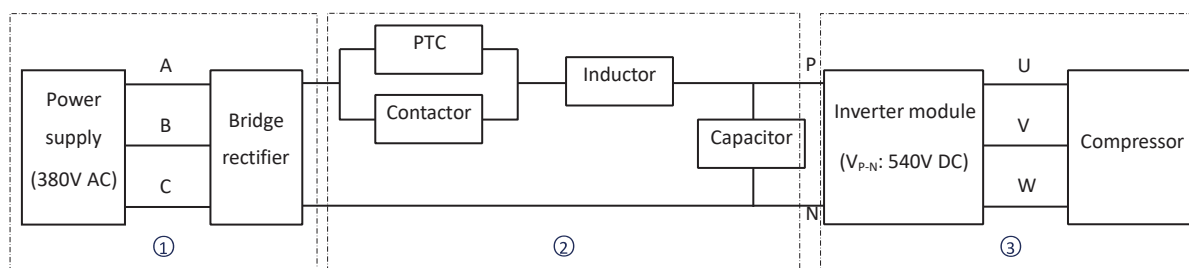 A
B
C
Power
supply
(380V AC)
Bridge
rectifier
①
PTC
Contactor
Inductor
Capacitor
②
P
N
Inverter module
(VP-N: 540V DC)
U
V
W
Compressor
③